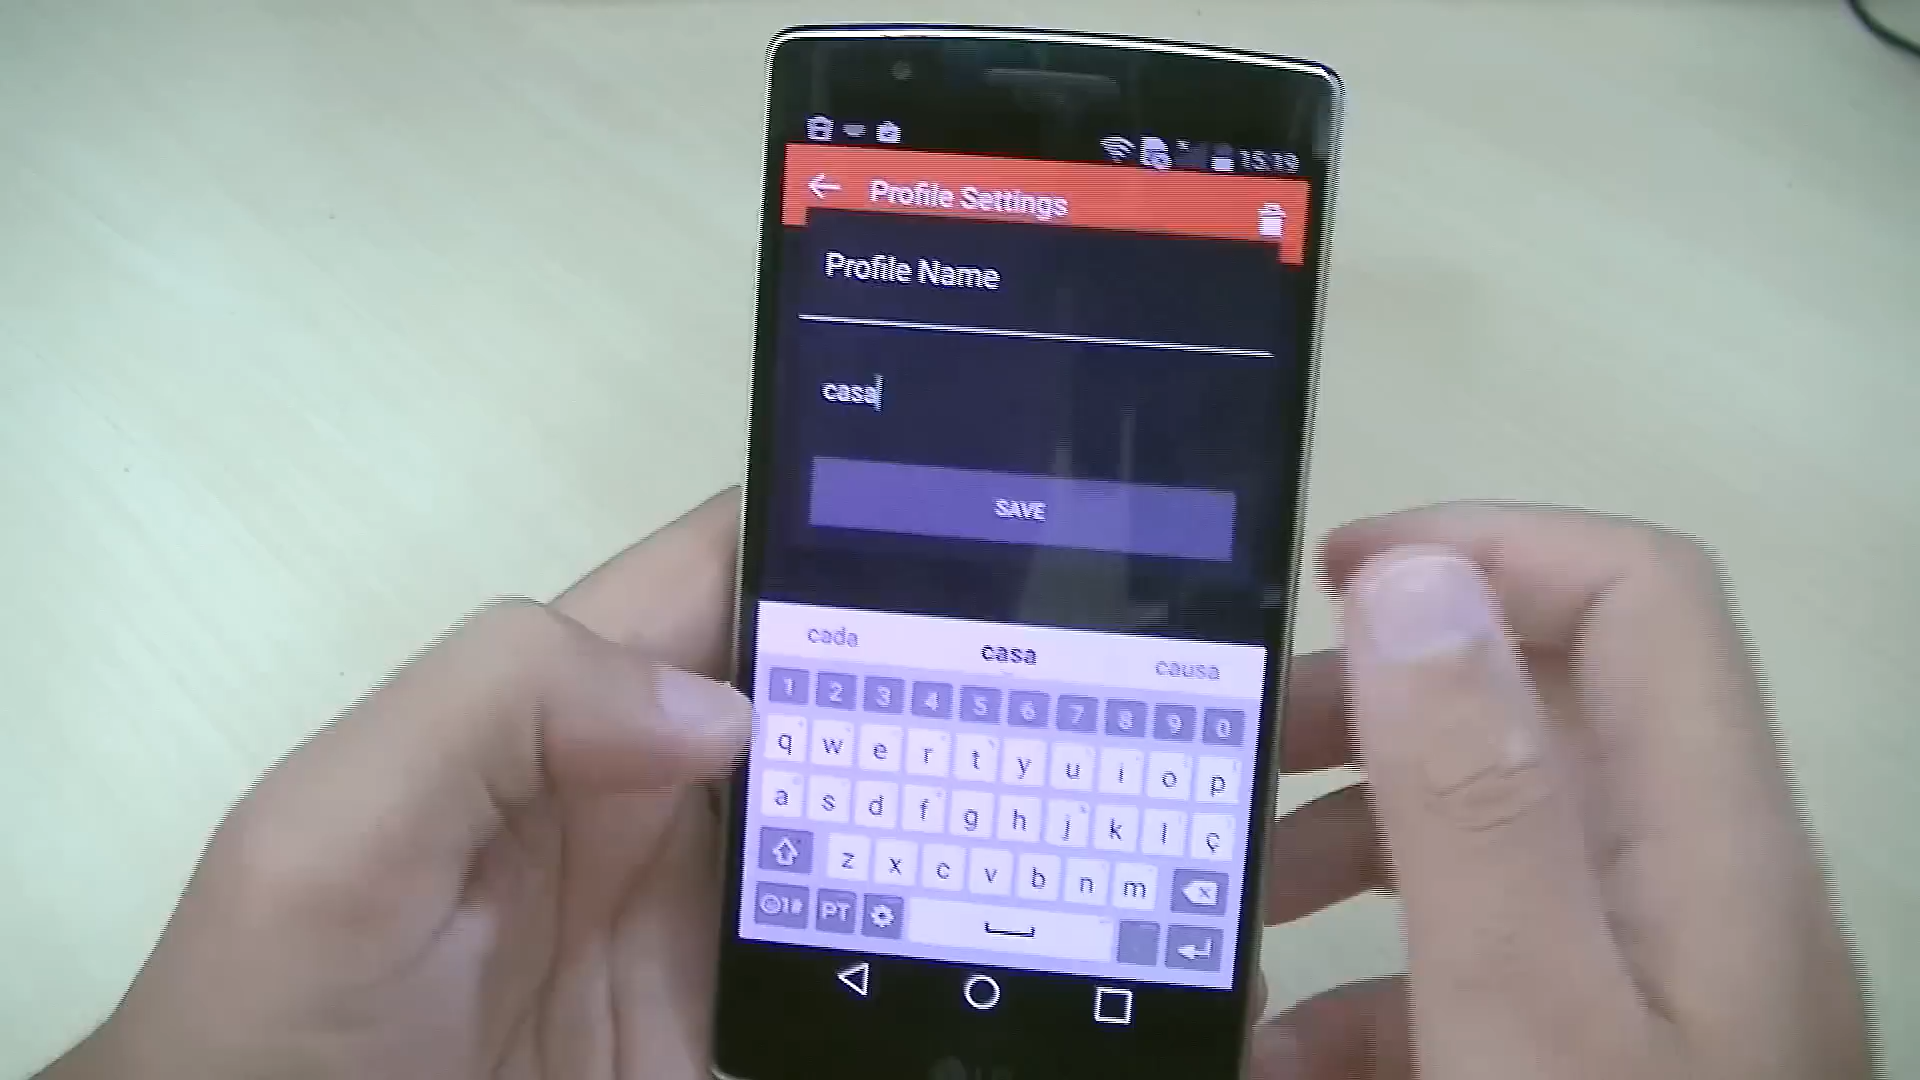 15:19
Profile Settings
Profile Name
casa
SAVE
cada casa causa
1 2 3 4 5 6 7 8 9 0
q w e r t y u i o p
a s d f g h j k l ç
z x c v b n m
PT